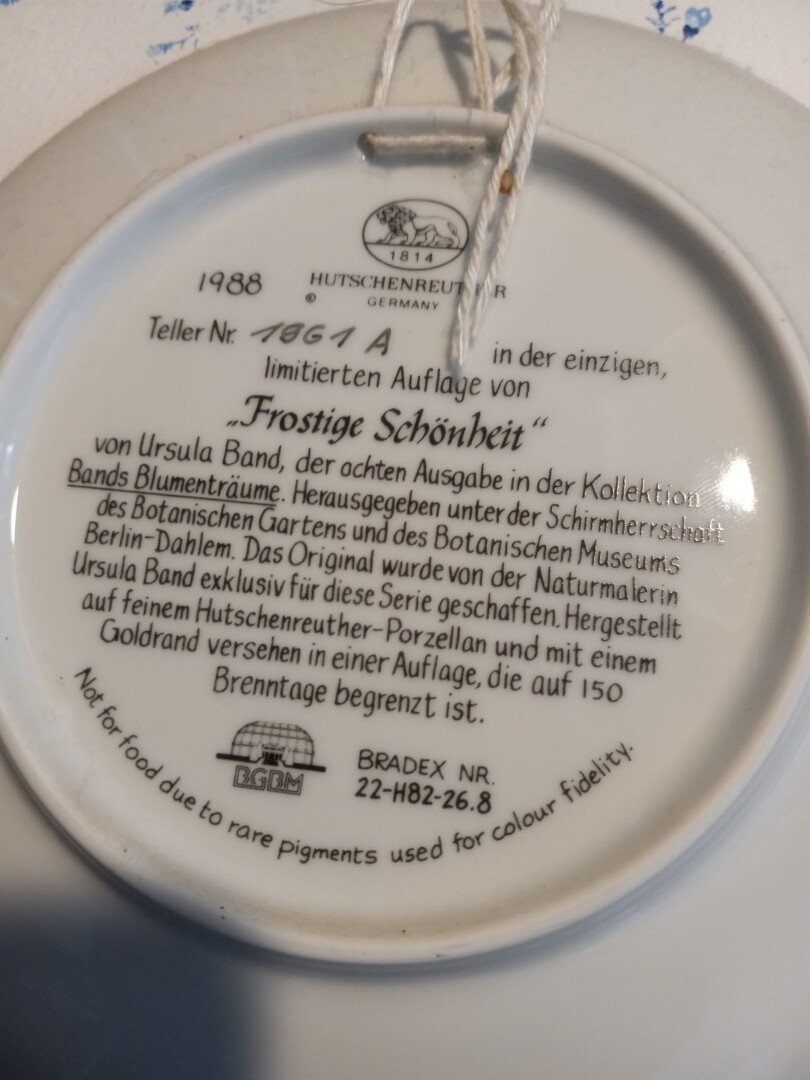 1814
1988 HUTSCHENREUTHER
© GERMANY
Teller Nr. 1861 A in der einzigen,
limitierten Auflage von
„Frostige Schönheit“
von Ursula Band, der achten Ausgabe in der Kollektion
Bands Blumenträume. Herausgegeben unter der Schirmherrschaft
des Botanischen Gartens und des Botanischen Museums
Berlin-Dahlem. Das Original wurde von der Naturmalerin
Ursula Band exklusiv für diese Serie geschaffen. Hergestellt
auf feinem Hutschenreuther-Porzellan und mit einem
Goldrand versehen in einer Auflage, die auf 150
Brenntage begrenzt ist.
BGBM
BRADEX NR.
22-H82-26.8
Not for food due to rare pigments used for colour fidelity.